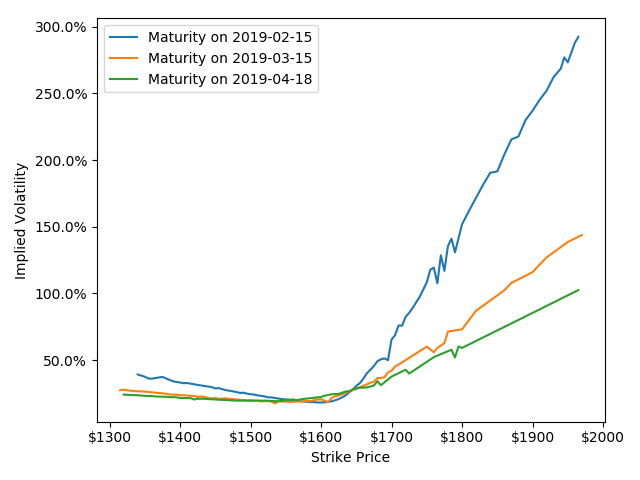 300.0%
250.0%
200.0%
150.0%
100.0%
50.0%
Implied Volatility
Maturity on 2019-02-15
Maturity on 2019-03-15
Maturity on 2019-04-18
$1300 $1400 $1500 $1600 $1700 $1800 $1900 $2000
Strike Price